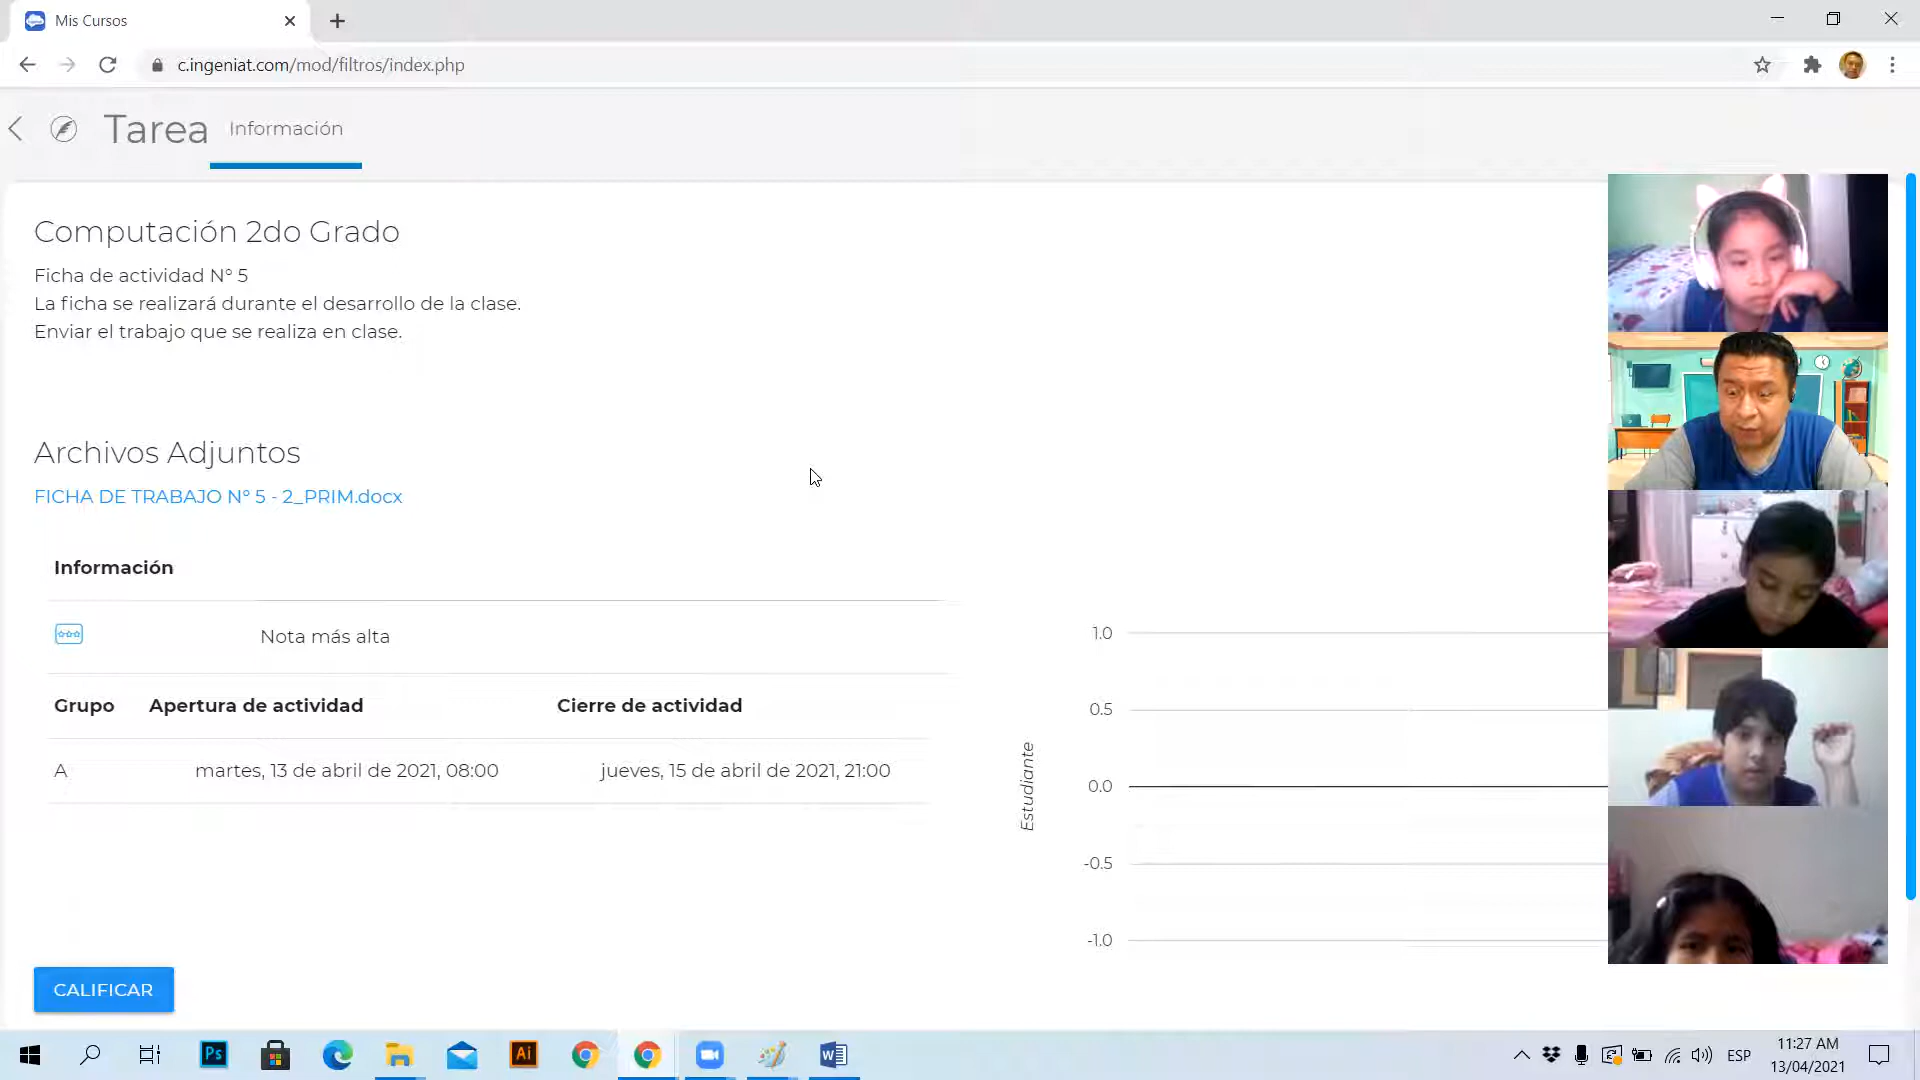 Mis Cursos
c.ingeniat.com/mod/filtros/index.php
Tarea
Información
Computación 2do Grado
Ficha de actividad N° 5
La ficha se realizará durante el desarrollo de la clase.
Enviar el trabajo que se realiza en clase.
Archivos Adjuntos
FICHA DE TRABAJO Nº 5 - 2_PRIM.docx
Información
Nota más alta
Grupo Apertura de actividad Cierre de actividad
A martes, 13 de abril de 2021, 08:00 jueves, 15 de abril de 2021, 21:00
1.0
0.5
0.0
-0.5
-1.0
Estudiante
CALIFICAR
Ps
Ai
W
ESP
11:27 AM
13/04/2021